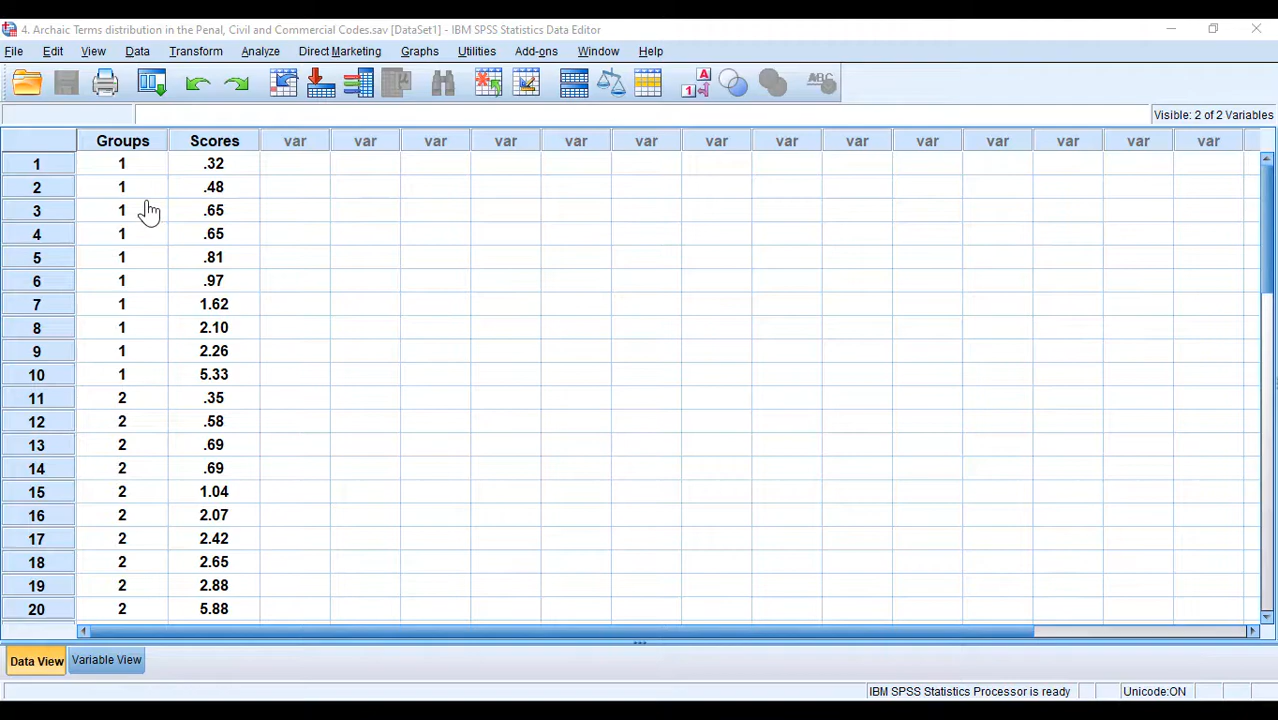 4. Archaic Terms distribution in the Penal, Civil and Commercial Codes.sav [DataSet1] - IBM SPSS Statistics Data Editor
File Edit View Data Transform Analyze Direct Marketing Graphs Utilities Add-ons Window Help
1 A ABC
Visible: 2 of 2 Variables
Groups Scores var var var var var var var var var var var var var var
1 1 .32
2 1 .48
3 1 .65
4 1 .65
5 1 .81
6 1 .97
7 1 1.62
8 1 2.10
9 1 2.26
10 1 5.33
11 2 .35
12 2 .58
13 2 .69
14 2 .69
15 2 1.04
16 2 2.07
17 2 2.42
18 2 2.65
19 2 2.88
20 2 5.88
Data View Variable View
IBM SPSS Statistics Processor is ready Unicode:ON